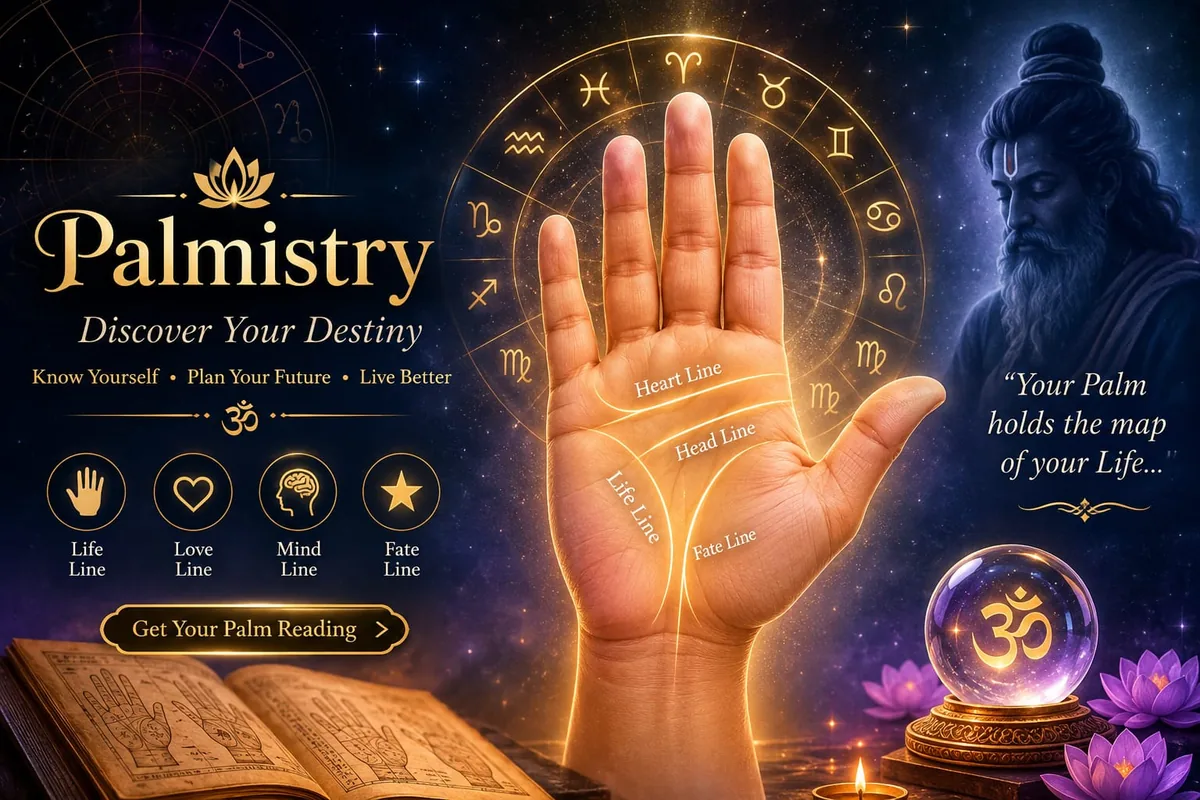 Palmistry
Discover Your Destiny
Know Yourself • Plan Your Future • Live Better
ॐ
Life
Line
Love
Line
Mind
Line
Fate
Line
Get Your Palm Reading >
Heart Line
Head Line
Life Line
Fate Line
“Your Palm
holds the map
of your Life...”
ॐ